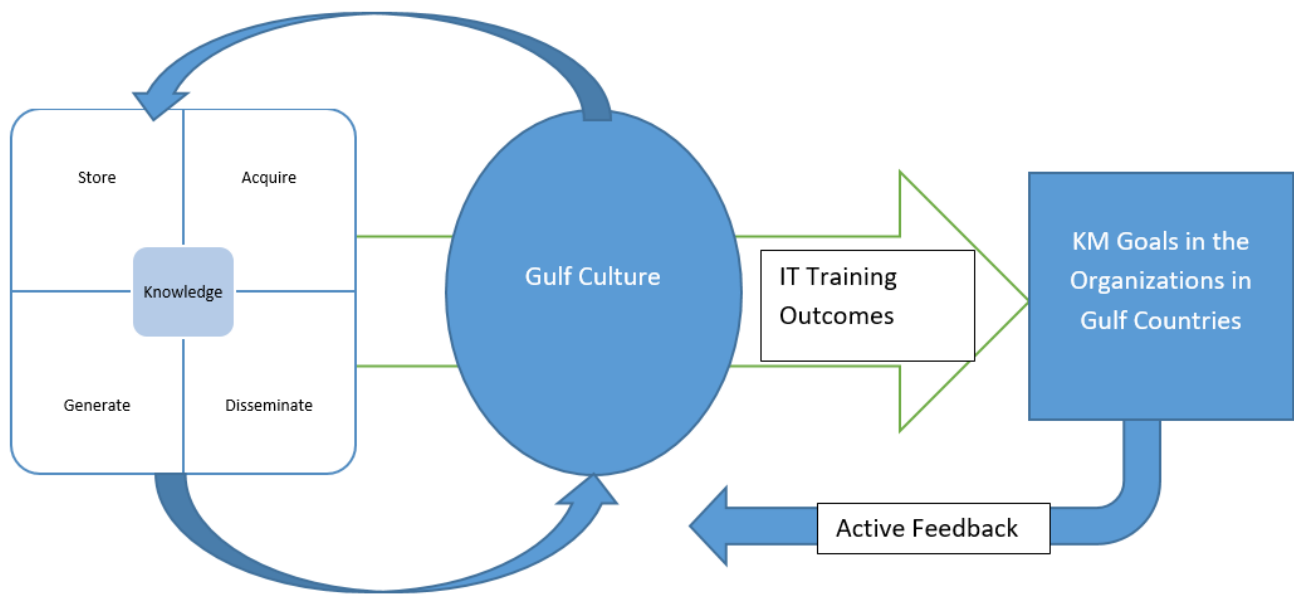 Store
Acquire
Knowledge
Generate
Disseminate
Gulf Culture
IT Training
Outcomes
KM Goals in the
Organizations in
Gulf Countries
Active Feedback